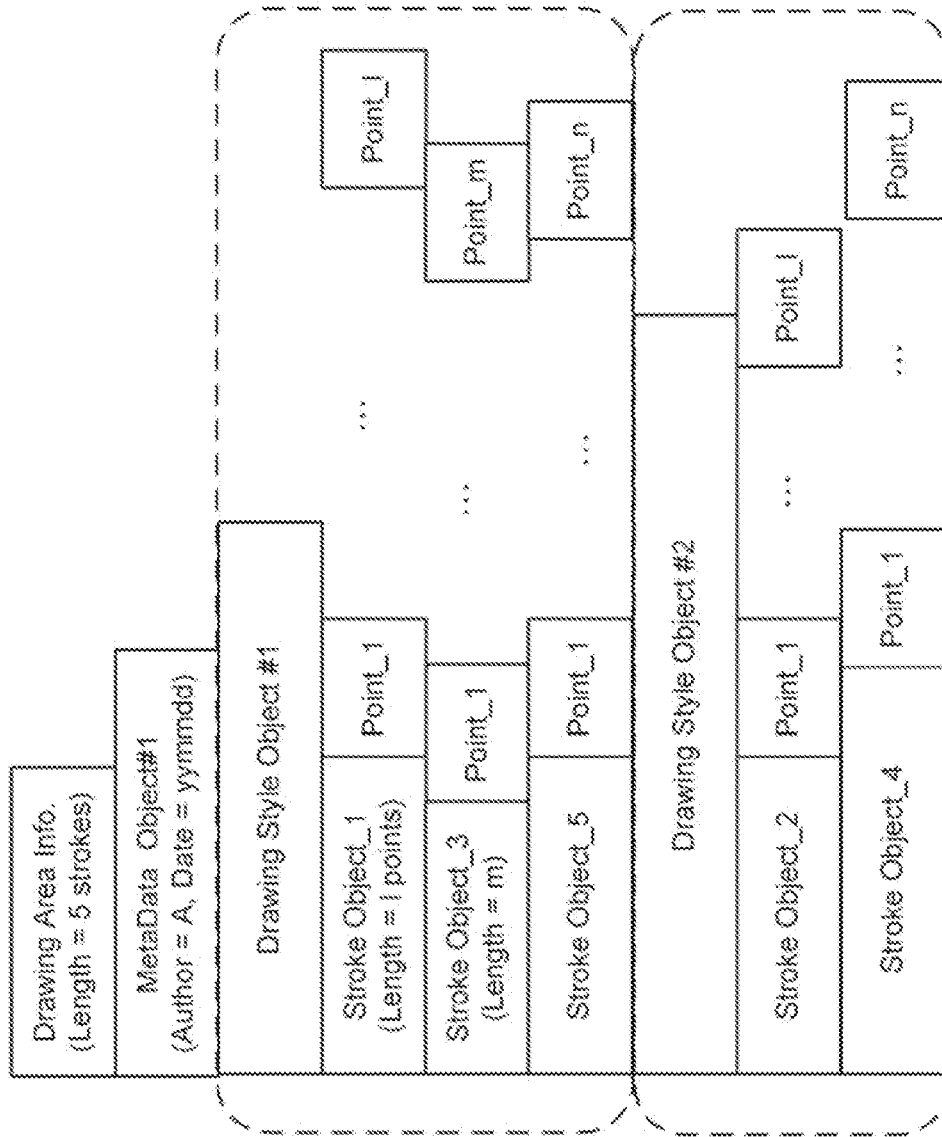 Drawing Area Info.
(Length = 5 strokes)
MetaData Object#1
(Author = A, Date = yymmdd)
Drawing Style Object #1
Stroke Object_1
(Length = l points)
Point_1
...
Point_l
Stroke Object_3
(Length = m)
Point_1
...
Point_m
Stroke Object_5
Point_1
...
Point_n
Drawing Style Object #2
Stroke Object_2
Point_1
...
Point_l
Stroke Object_4
Point_1
...
Point_n